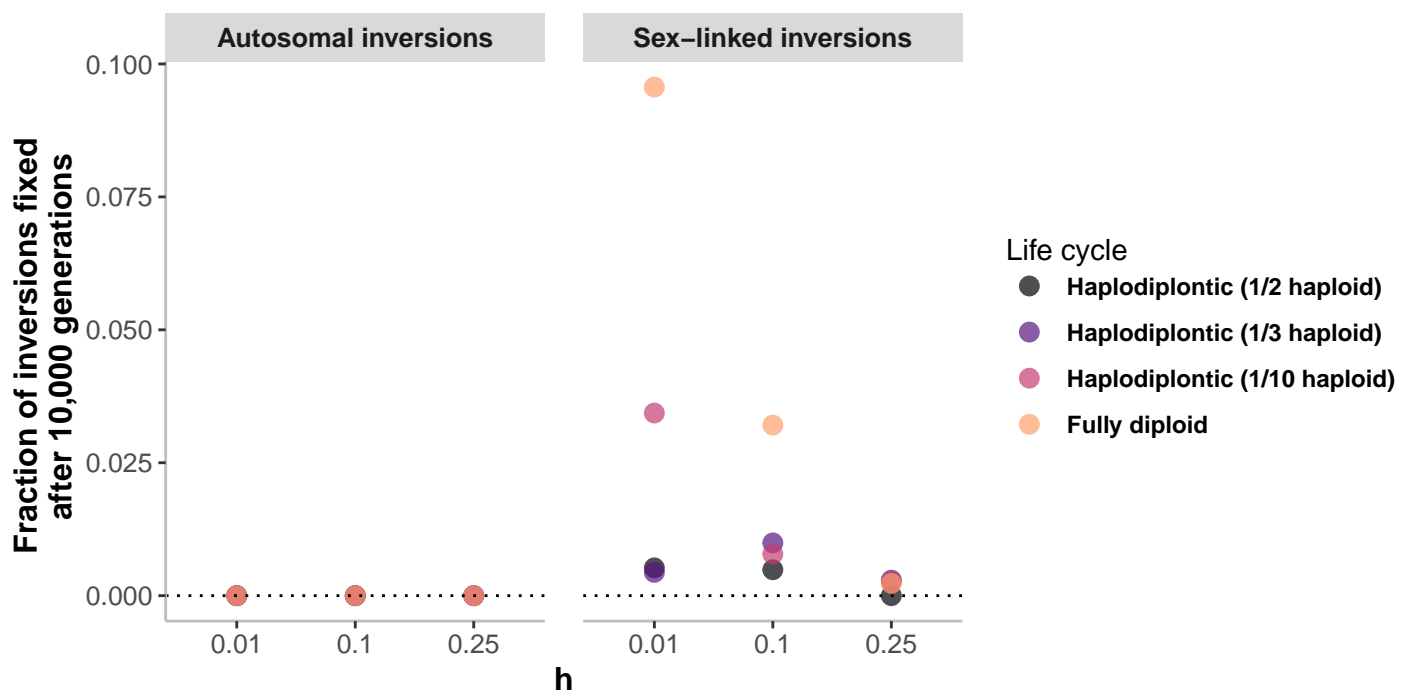 Autosomal inversions
Sex−linked inversions
Fraction of inversions fixed
after 10,000 generations
0.100
0.075
0.050
0.025
0.000
0.01
0.1
0.25
0.01
0.1
0.25
h
Life cycle
Haplodiplontic (1/2 haploid)
Haplodiplontic (1/3 haploid)
Haplodiplontic (1/10 haploid)
Fully diploid